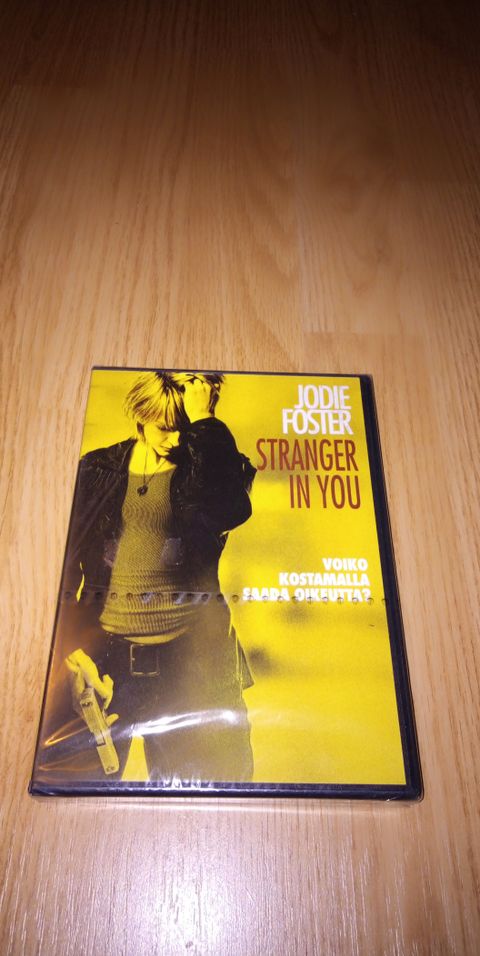 JODIE
FOSTER
STRANGER
IN YOU
VOIKO
KOSTAMALLA
SAADA OIKEUTTA?